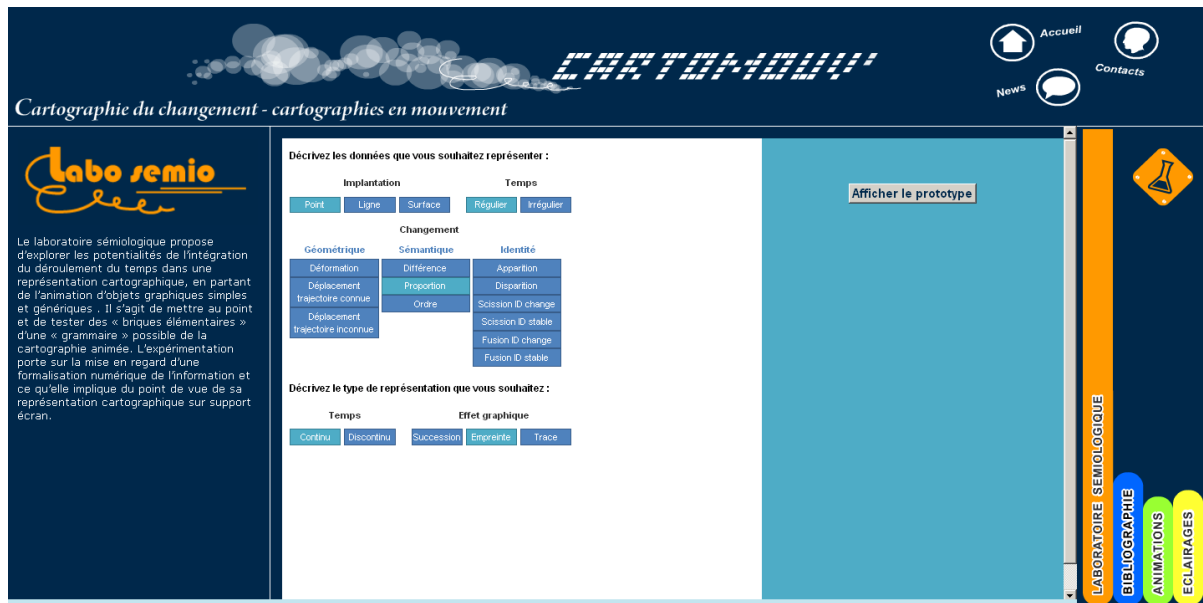 CARTOMOUV'
Accueil
Contacts
News
Cartographie du changement - cartographies en mouvement
Labo semio
Le laboratoire sémiologique propose
d'explorer les potentialités de l'intégration
du déroulement du temps dans une
représentation cartographique, en partant
de l'animation d'objets graphiques simples
et génériques . Il s'agit de mettre au point
et de tester des « briques élémentaires »
d'une « grammaire » possible de la
cartographie animée. L'expérimentation
porte sur la mise en regard d'une
formalisation numérique de l'information et
ce qu'elle implique du point de vue de sa
représentation cartographique sur support
écran.
Décrivez les données que vous souhaitez représenter :
Implantation Temps
Point Ligne Surface Régulier Irrégulier
Changement
Géométrique Sémantique Identité
Déformation Différence Apparition
Déplacement
trajectoire connue
Proportion Disparition
Ordre Scission ID change
Déplacement
trajectoire inconnue
Scission ID stable
Fusion ID change
Fusion ID stable
Décrivez le type de représentation que vous souhaitez :
Temps Effet graphique
Continu Discontinu Succession Empreinte Trace
Afficher le prototype
LABORATOIRE SEMIOLOGIQUE
BIBLIOGRAPHIE
ANIMATIONS
ECLAIRAGES